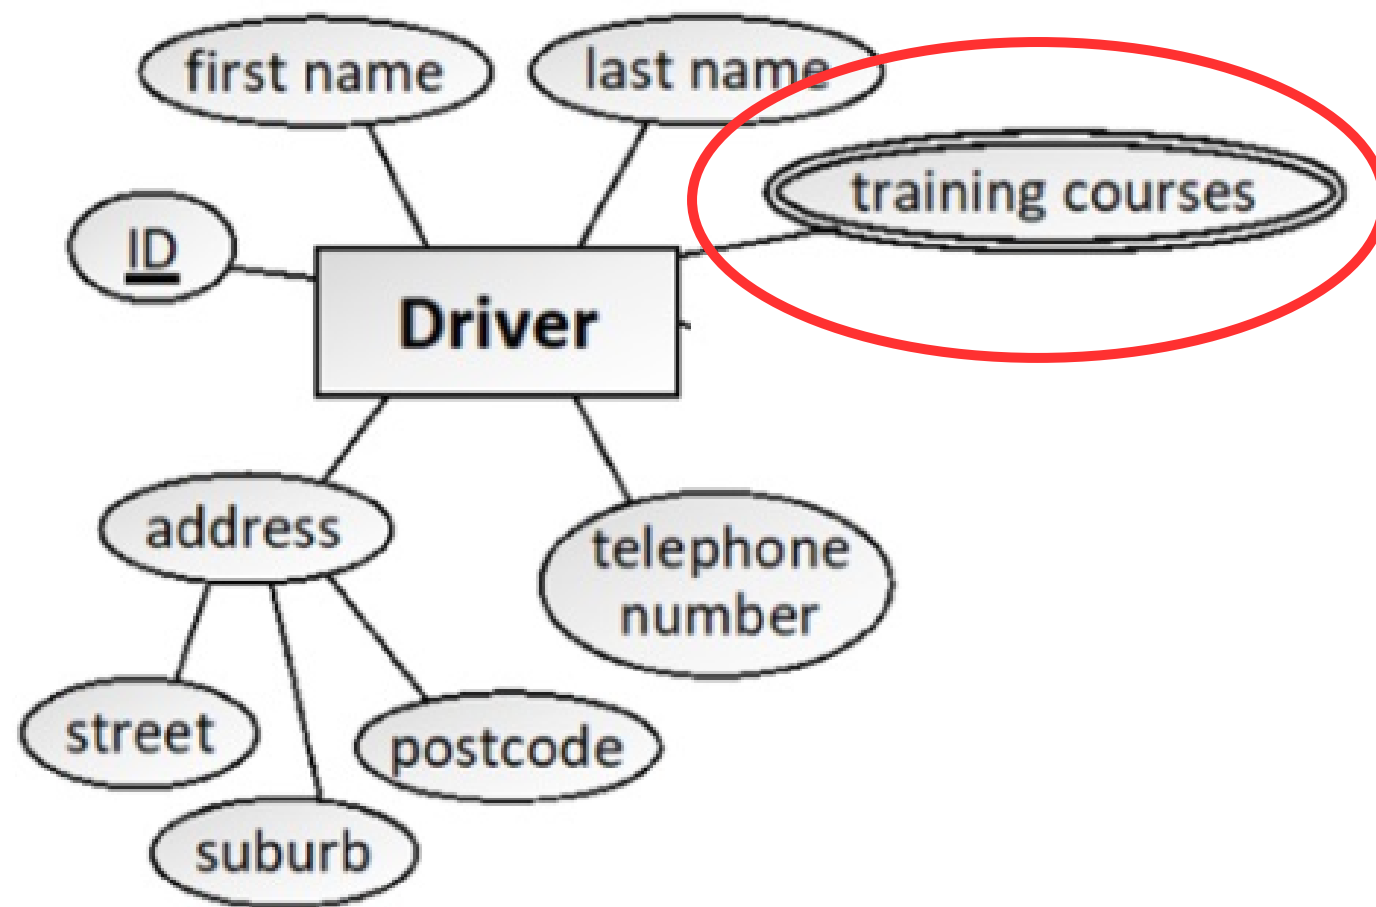 first name
last name
training courses
ID
Driver
address
telephone
number
street
postcode
suburb